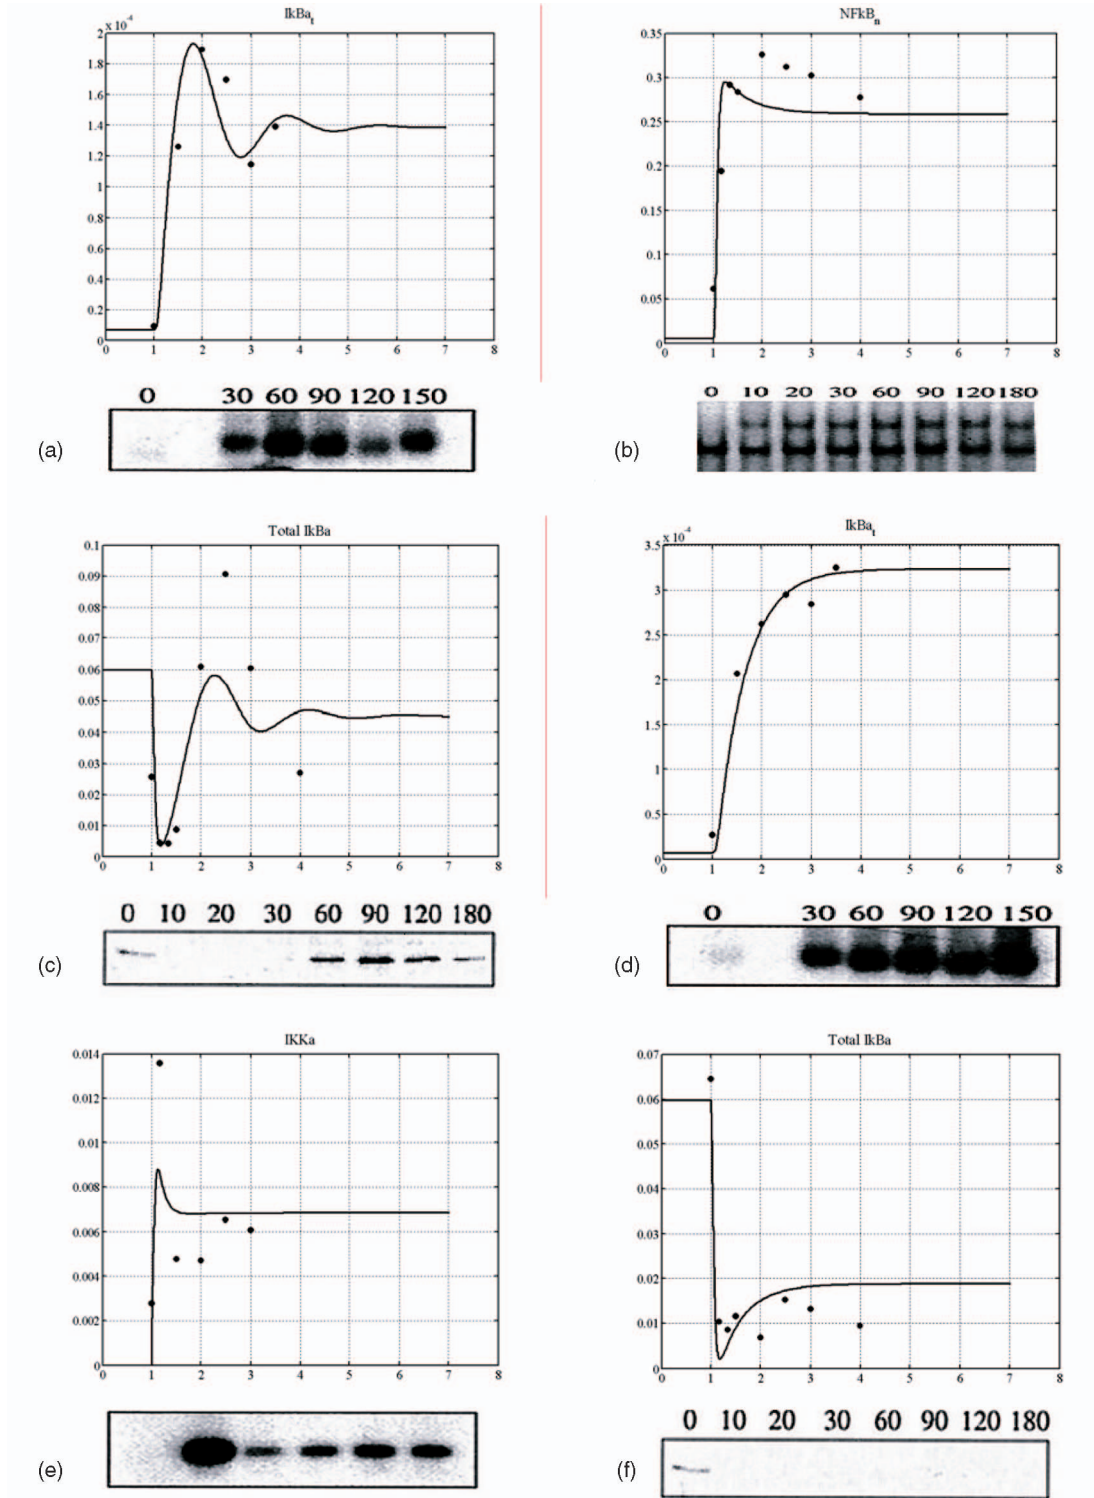 IkBa_t
2 x 10^-4
1.8
1.6
1.4
1.2
1
0.8
0.6
0.4
0.2
0
0 1 2 3 4 5 6 7 8
0 30 60 90 120 150
(a)
NFkB_n
0.35
0.3
0.25
0.2
0.15
0.1
0.05
0
0 1 2 3 4 5 6 7 8
0 10 20 30 60 90 120 180
(b)
Total IkBa
0.1
0.09
0.08
0.07
0.06
0.05
0.04
0.03
0.02
0.01
0
0 1 2 3 4 5 6 7 8
0 10 20 30 60 90 120 180
(c)
IkBa_t
3.5 x 10^-4
3
2.5
2
1.5
1
0.5
0
0 1 2 3 4 5 6 7 8
0 30 60 90 120 150
(d)
IKKa
0.014
0.012
0.01
0.008
0.006
0.004
0.002
0
0 1 2 3 4 5 6 7 8
(e)
Total IkBa
0.07
0.06
0.05
0.04
0.03
0.02
0.01
0
0 1 2 3 4 5 6 7 8
0 10 20 30 60 90 120 180
(f)